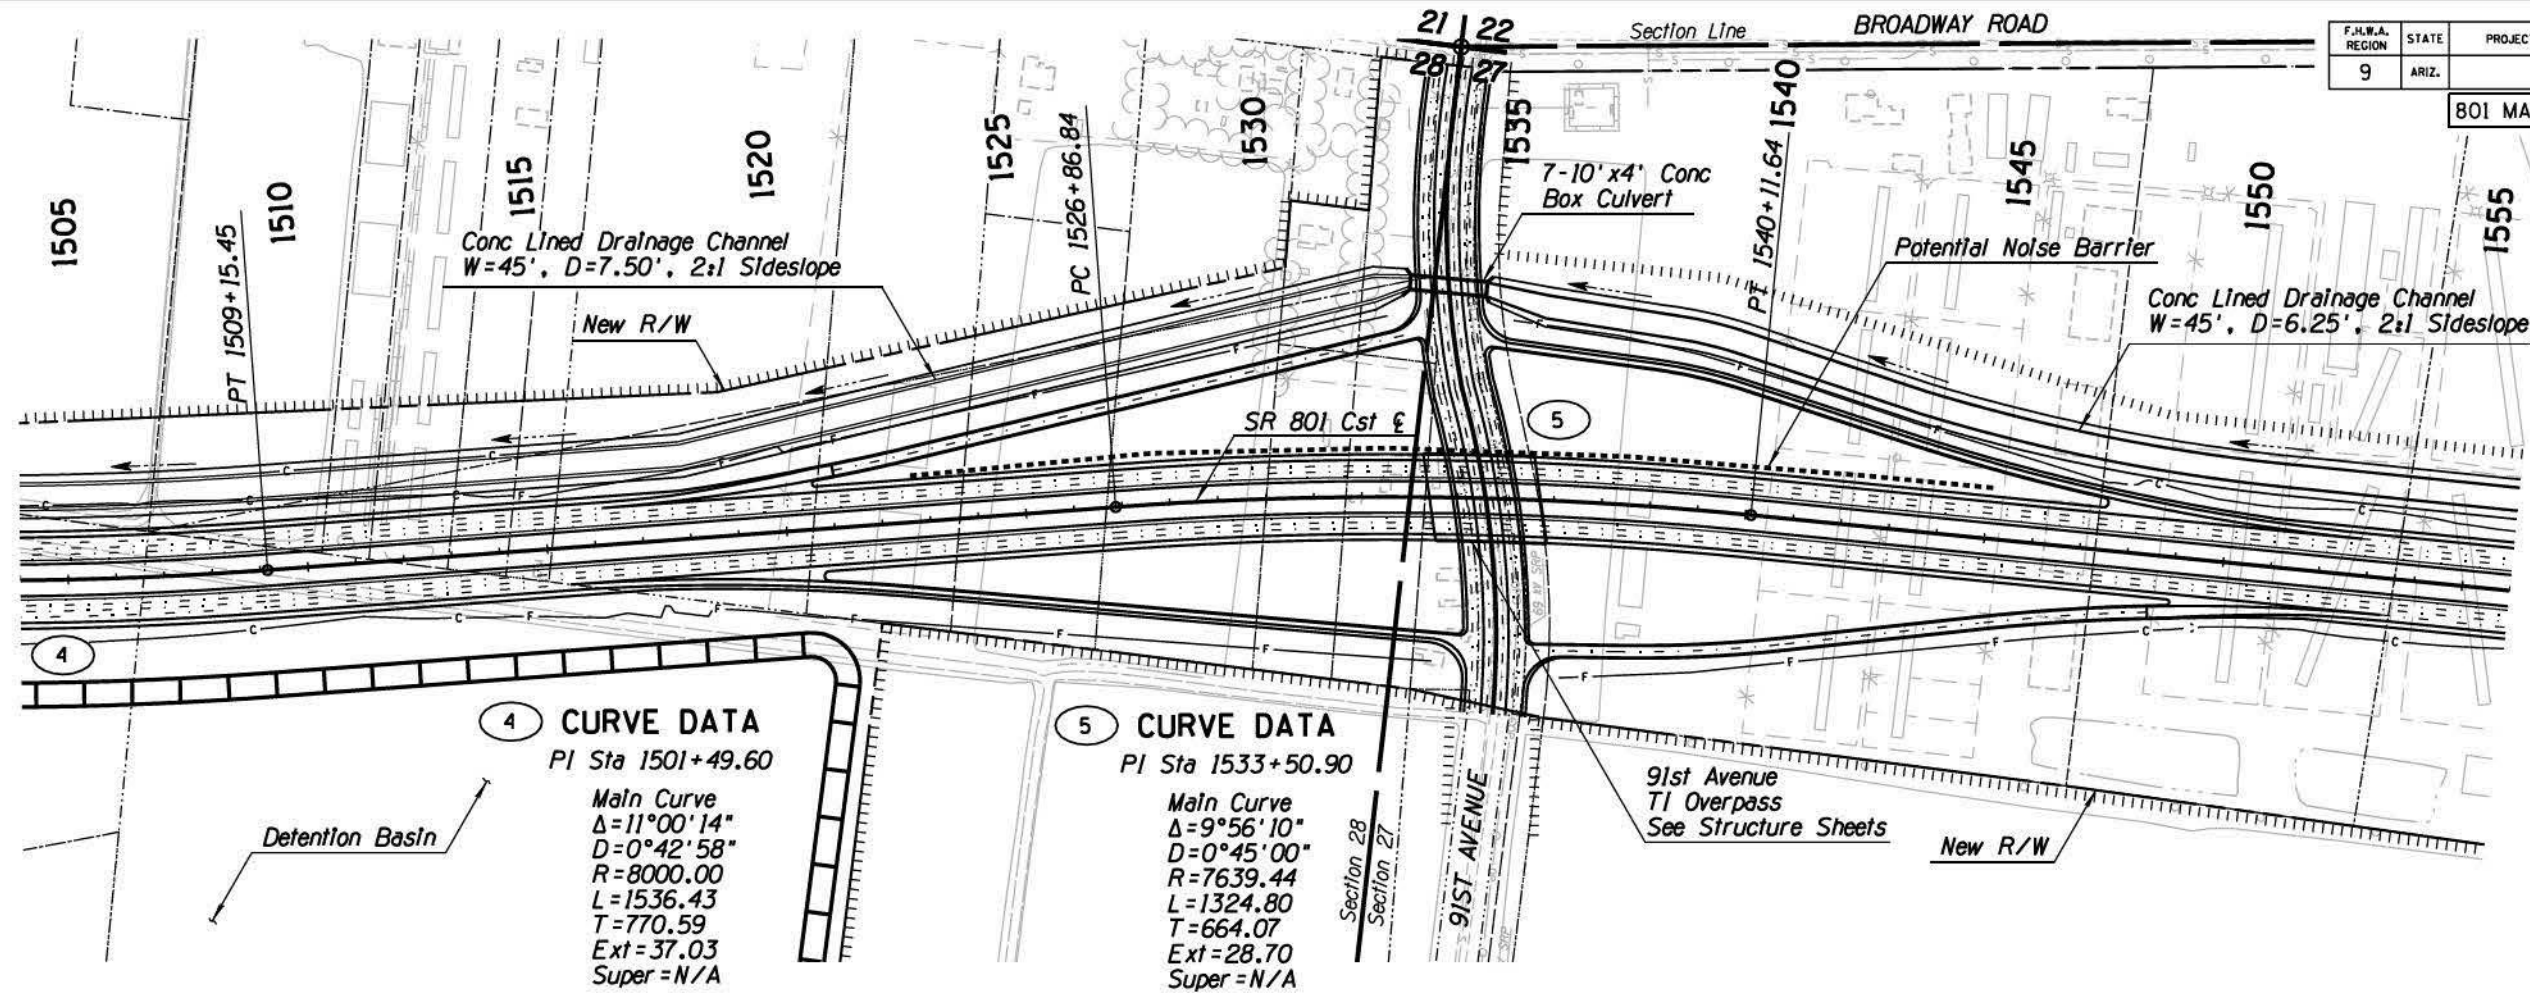 21 22
28 27
Section Line
BROADWAY ROAD
F.H.W.A. REGION
STATE
PROJEC
9
ARIZ.
801 MA
1505
1510
1515
1520
1525
1530
1535
1540
1545
1550
1555
PT 1509+15.45
PC 1526+86.84
PT 1540+11.64
Conc Lined Drainage Channel
W=45', D=7.50', 2:1 Sideslope
New R/W
7-10'x4' Conc
Box Culvert
Potential Noise Barrier
Conc Lined Drainage Channel
W=45', D=6.25', 2:1 Sideslope
SR 801 Cst ℄
5
4
69 KV SRP
4 CURVE DATA
PI Sta 1501+49.60
Main Curve
Δ=11°00'14"
D=0°42'58"
R=8000.00
L=1536.43
T=770.59
Ext=37.03
Super=N/A
5 CURVE DATA
PI Sta 1533+50.90
Main Curve
Δ=9°56'10"
D=0°45'00"
R=7639.44
L=1324.80
T=664.07
Ext=28.70
Super=N/A
Detention Basin
Section 28
Section 27
91ST AVENUE
91st Avenue
TI Overpass
See Structure Sheets
New R/W